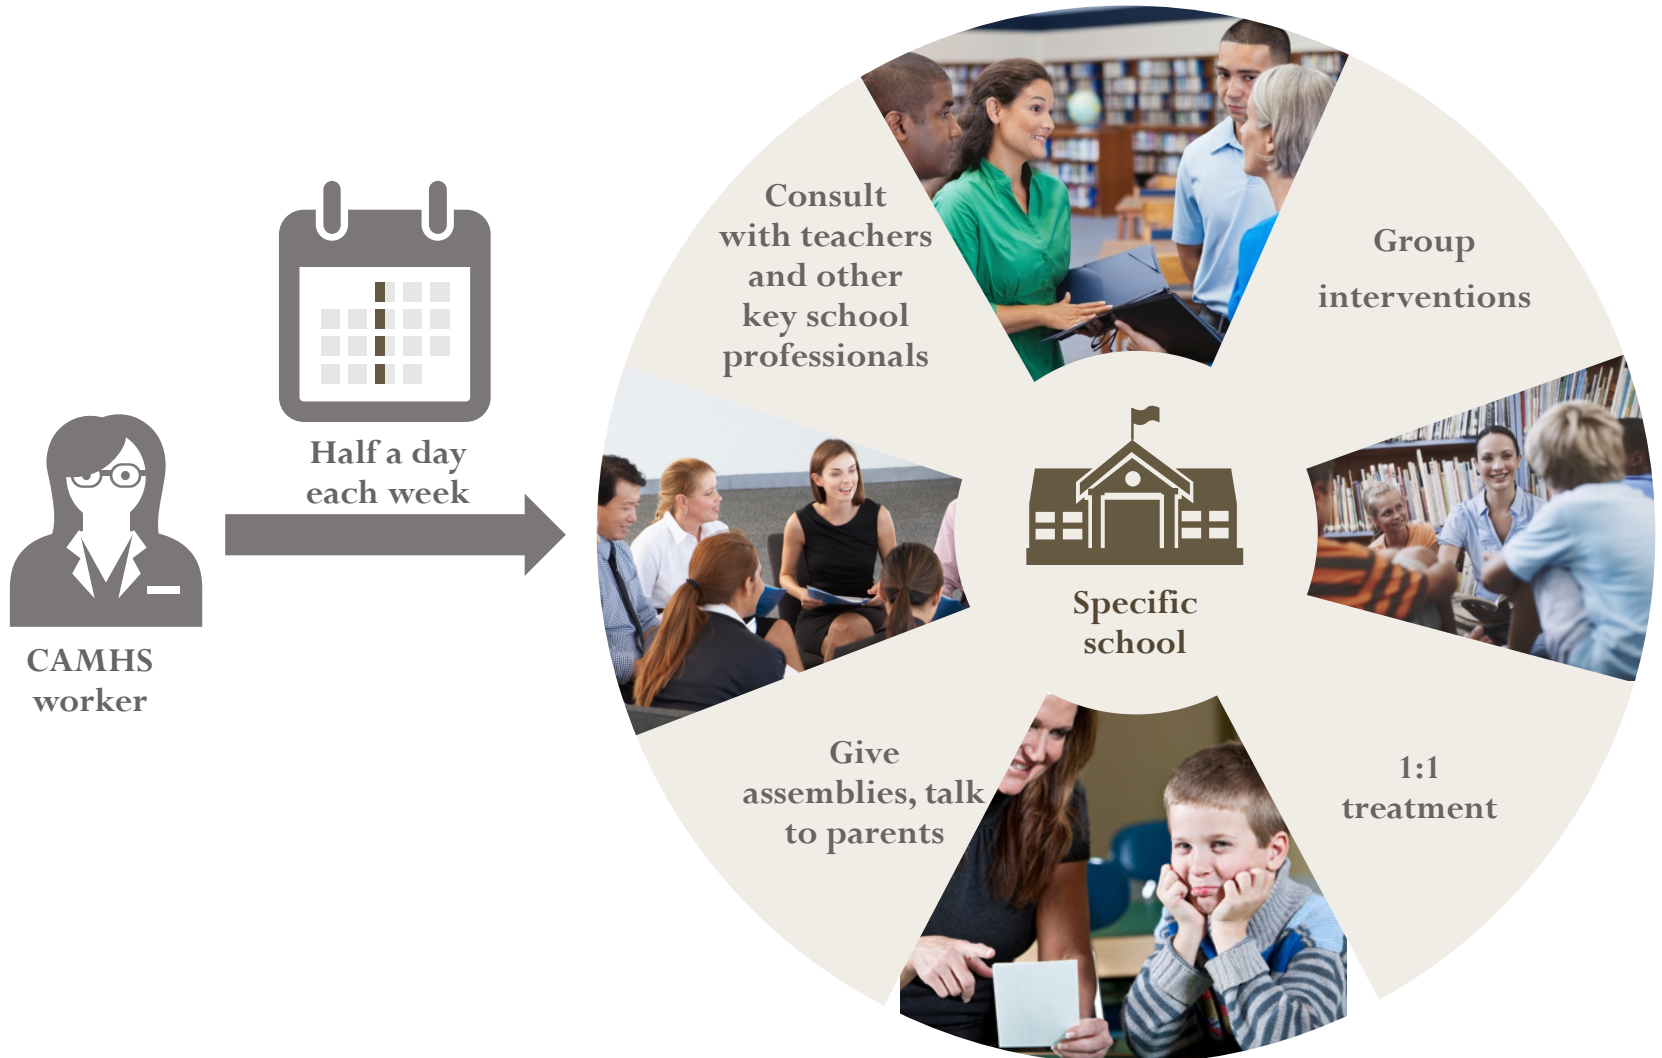 Half a day
each week
CAMHS
worker
Consult
with teachers
and other
key school
professionals
Group
interventions
Specific
school
Give
assemblies, talk
to parents
1:1
treatment